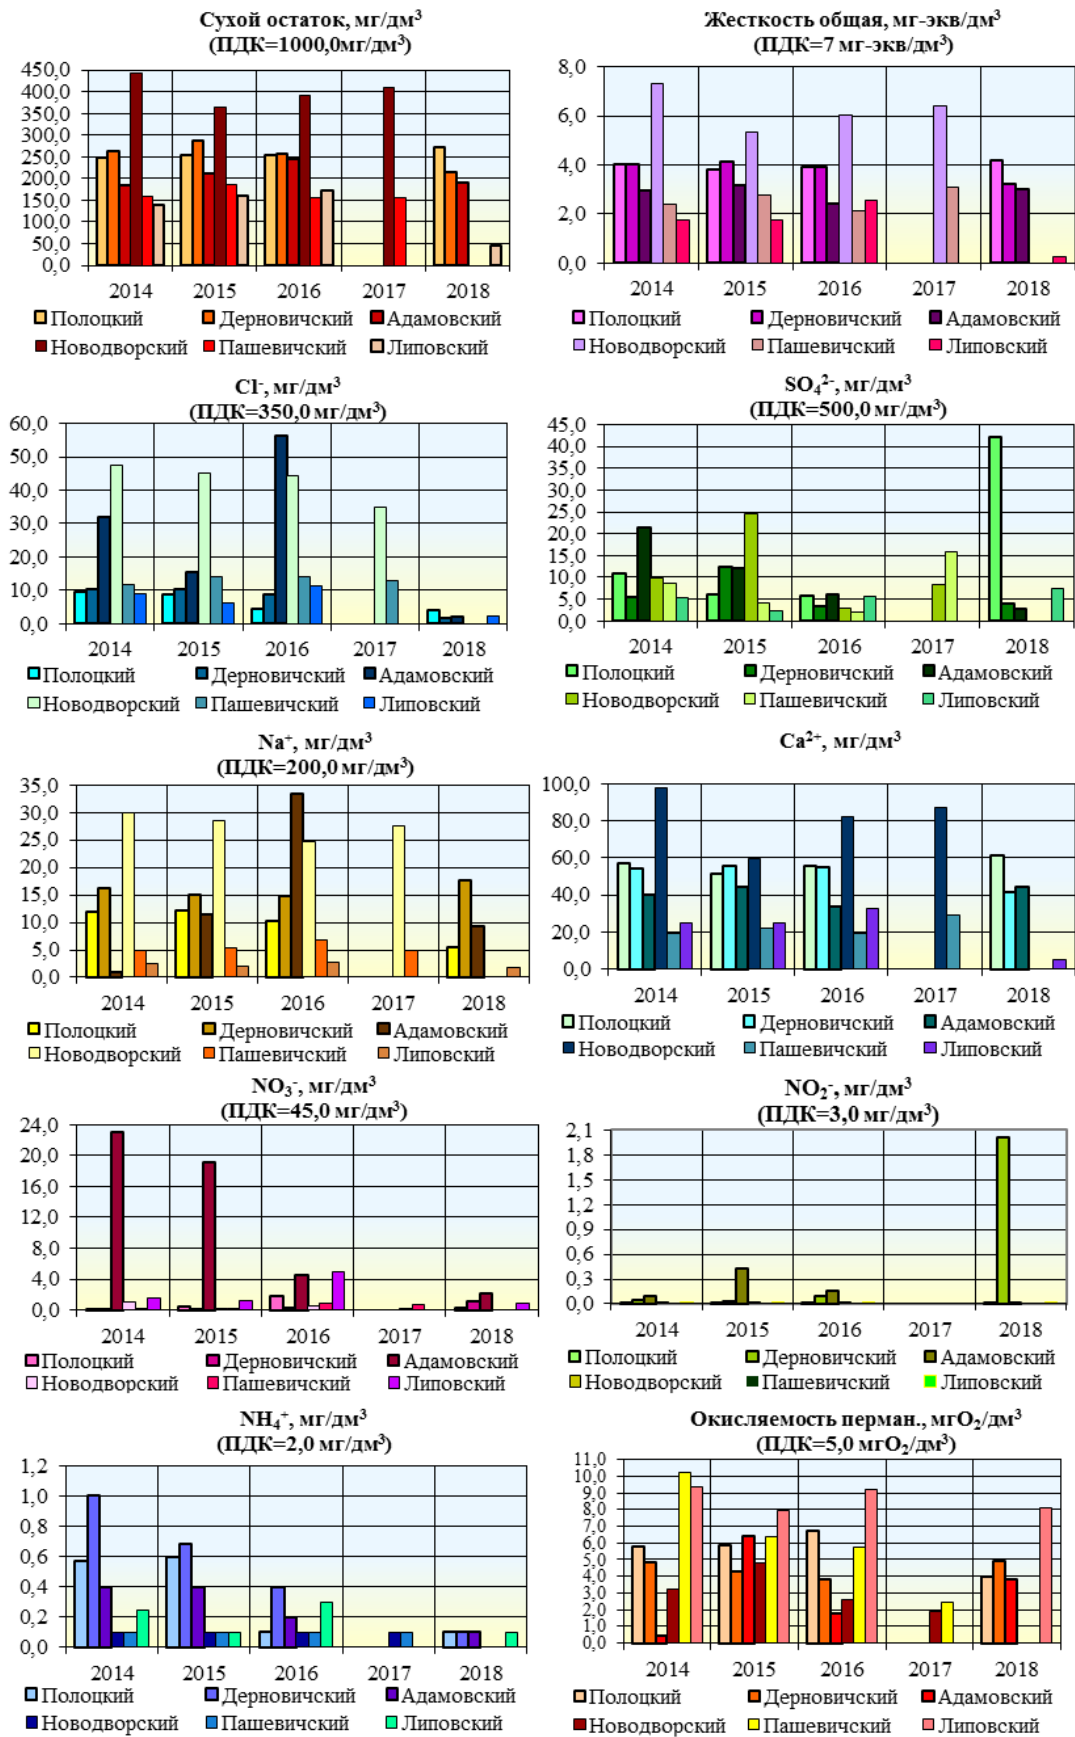 Сухой остаток, мг/дм³
(ПДК=1000,0мг/дм³)
450,0
400,0
350,0
300,0
250,0
200,0
150,0
100,0
50,0
0,0
2014 2015 2016 2017 2018
Полоцкий Дерновичский Адамовский
Новодворский Пашевичский Липовский
Жесткость общая, мг-экв/дм³
(ПДК=7 мг-экв/дм³)
8,0
6,0
4,0
2,0
0,0
2014 2015 2016 2017 2018
Полоцкий Дерновичский Адамовский
Новодворский Пашевичский Липовский
Cl⁻, мг/дм³
(ПДК=350,0 мг/дм³)
60,0
50,0
40,0
30,0
20,0
10,0
0,0
2014 2015 2016 2017 2018
Полоцкий Дерновичский Адамовский
Новодворский Пашевичский Липовский
SO₄²⁻, мг/дм³
(ПДК=500,0 мг/дм³)
45,0
40,0
35,0
30,0
25,0
20,0
15,0
10,0
5,0
0,0
2014 2015 2016 2017 2018
Полоцкий Дерновичский Адамовский
Новодворский Пашевичский Липовский
Na⁺, мг/дм³
(ПДК=200,0 мг/дм³)
35,0
30,0
25,0
20,0
15,0
10,0
5,0
0,0
2014 2015 2016 2017 2018
Полоцкий Дерновичский Адамовский
Новодворский Пашевичский Липовский
Ca²⁺, мг/дм³
100,0
80,0
60,0
40,0
20,0
0,0
2014 2015 2016 2017 2018
Полоцкий Дерновичский Адамовский
Новодворский Пашевичский Липовский
NO₃⁻, мг/дм³
(ПДК=45,0 мг/дм³)
24,0
20,0
16,0
12,0
8,0
4,0
0,0
2014 2015 2016 2017 2018
Полоцкий Дерновичский Адамовский
Новодворский Пашевичский Липовский
NO₂⁻, мг/дм³
(ПДК=3,0 мг/дм³)
2,1
1,8
1,5
1,2
0,9
0,6
0,3
0,0
2014 2015 2016 2017 2018
Полоцкий Дерновичский Адамовский
Новодворский Пашевичский Липовский
NH₄⁺, мг/дм³
(ПДК=2,0 мг/дм³)
1,2
1,0
0,8
0,6
0,4
0,2
0,0
2014 2015 2016 2017 2018
Полоцкий Дерновичский Адамовский
Новодворский Пашевичский Липовский
Окисляемость перман., мгО₂/дм³
(ПДК=5,0 мгО₂/дм³)
11,0
10,0
9,0
8,0
7,0
6,0
5,0
4,0
3,0
2,0
1,0
0,0
2014 2015 2016 2017 2018
Полоцкий Дерновичский Адамовский
Новодворский Пашевичский Липовский